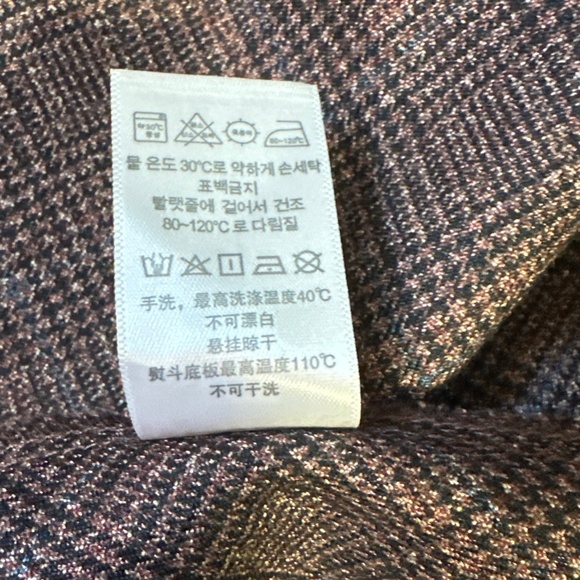 물 온도 30℃로 약하게 손세탁
표백금지
빨랫줄에 걸어서 건조
80~120℃로 다림질
手洗，最高洗涤温度40℃
不可漂白
悬挂晾干
熨斗底板最高温度110℃
不可干洗